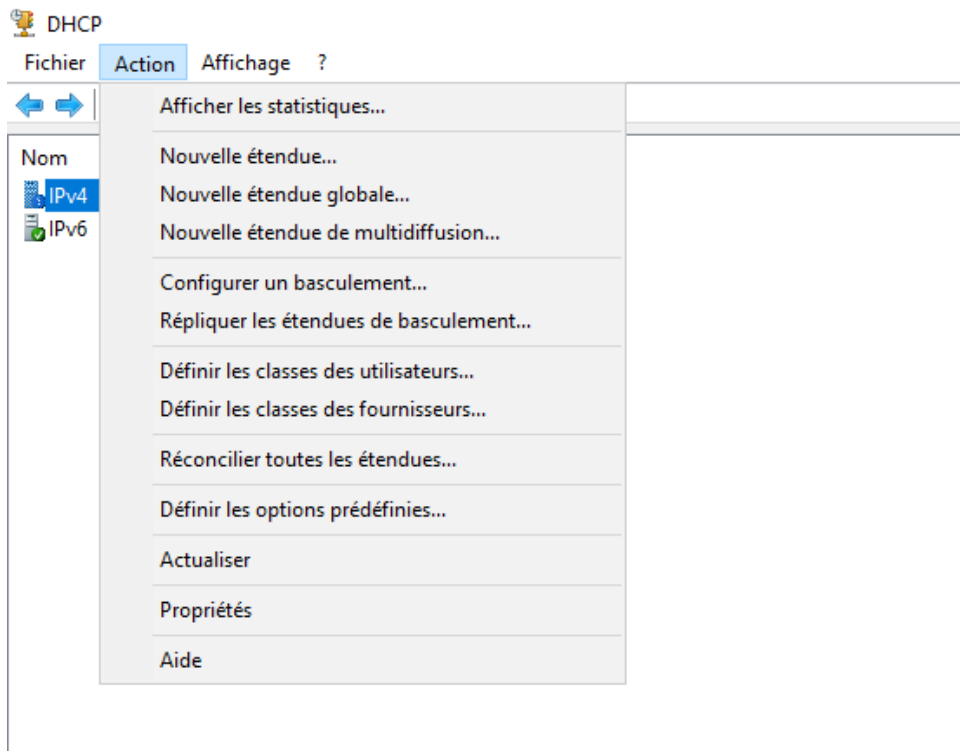 DHCP
Fichier Action Affichage ?
Afficher les statistiques...
Nouvelle étendue...
Nom
Nouvelle étendue globale...
IPv4
Nouvelle étendue de multidiffusion...
IPv6
Configurer un basculement...
Répliquer les étendues de basculement...
Définir les classes des utilisateurs...
Définir les classes des fournisseurs...
Réconcilier toutes les étendues...
Définir les options prédéfinies...
Actualiser
Propriétés
Aide